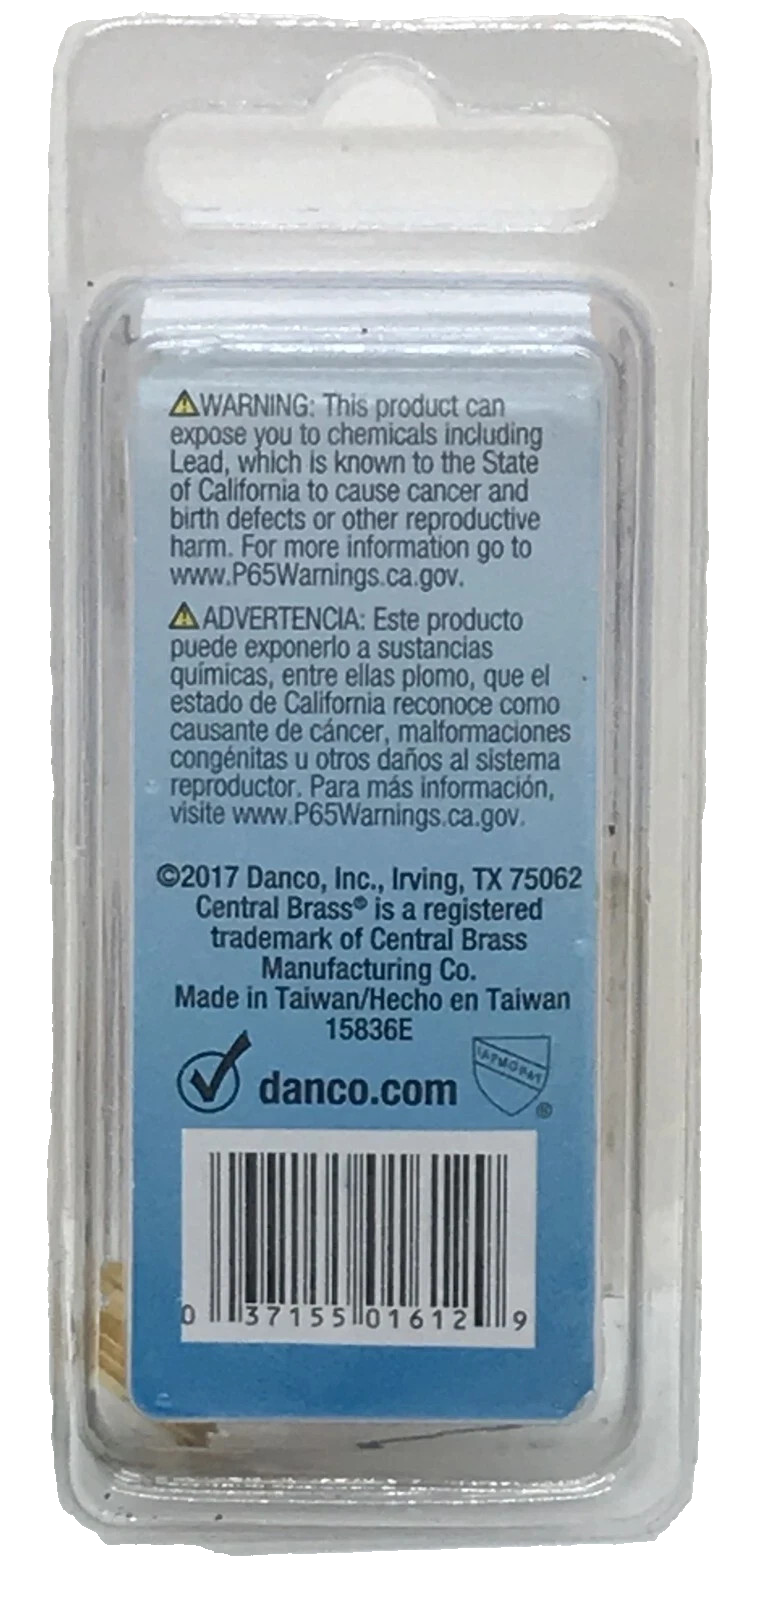 WARNING: This product can
expose you to chemicals including
Lead, which is known to the State
of California to cause cancer and
birth defects or other reproductive
harm. For more information go to
www.P65Warnings.ca.gov.
ADVERTENCIA: Este producto
puede exponerlo a sustancias
químicas, entre ellas plomo, que el
estado de California reconoce como
causante de cáncer, malformaciones
congénitas u otros daños al sistema
reproductor. Para más información,
visite www.P65Warnings.ca.gov.
©2017 Danco, Inc., Irving, TX 75062
Central Brass® is a registered
trademark of Central Brass
Manufacturing Co.
Made in Taiwan/Hecho en Taiwan
15836E
danco.com
IAPMO R&T
®
0 37155 01612 9